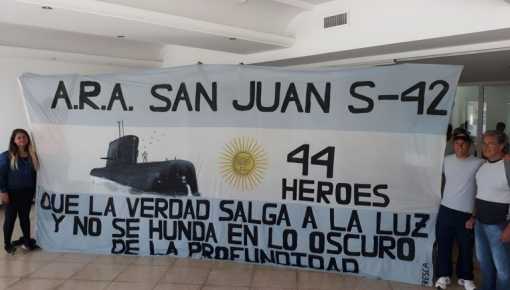 A.R.A. SAN JUAN S-42
44
HEROES
QUE LA VERDAD SALGA A LA LUZ
Y NO SE HUNDA EN LO OSCURO
DE LA PROFUNDIDAD